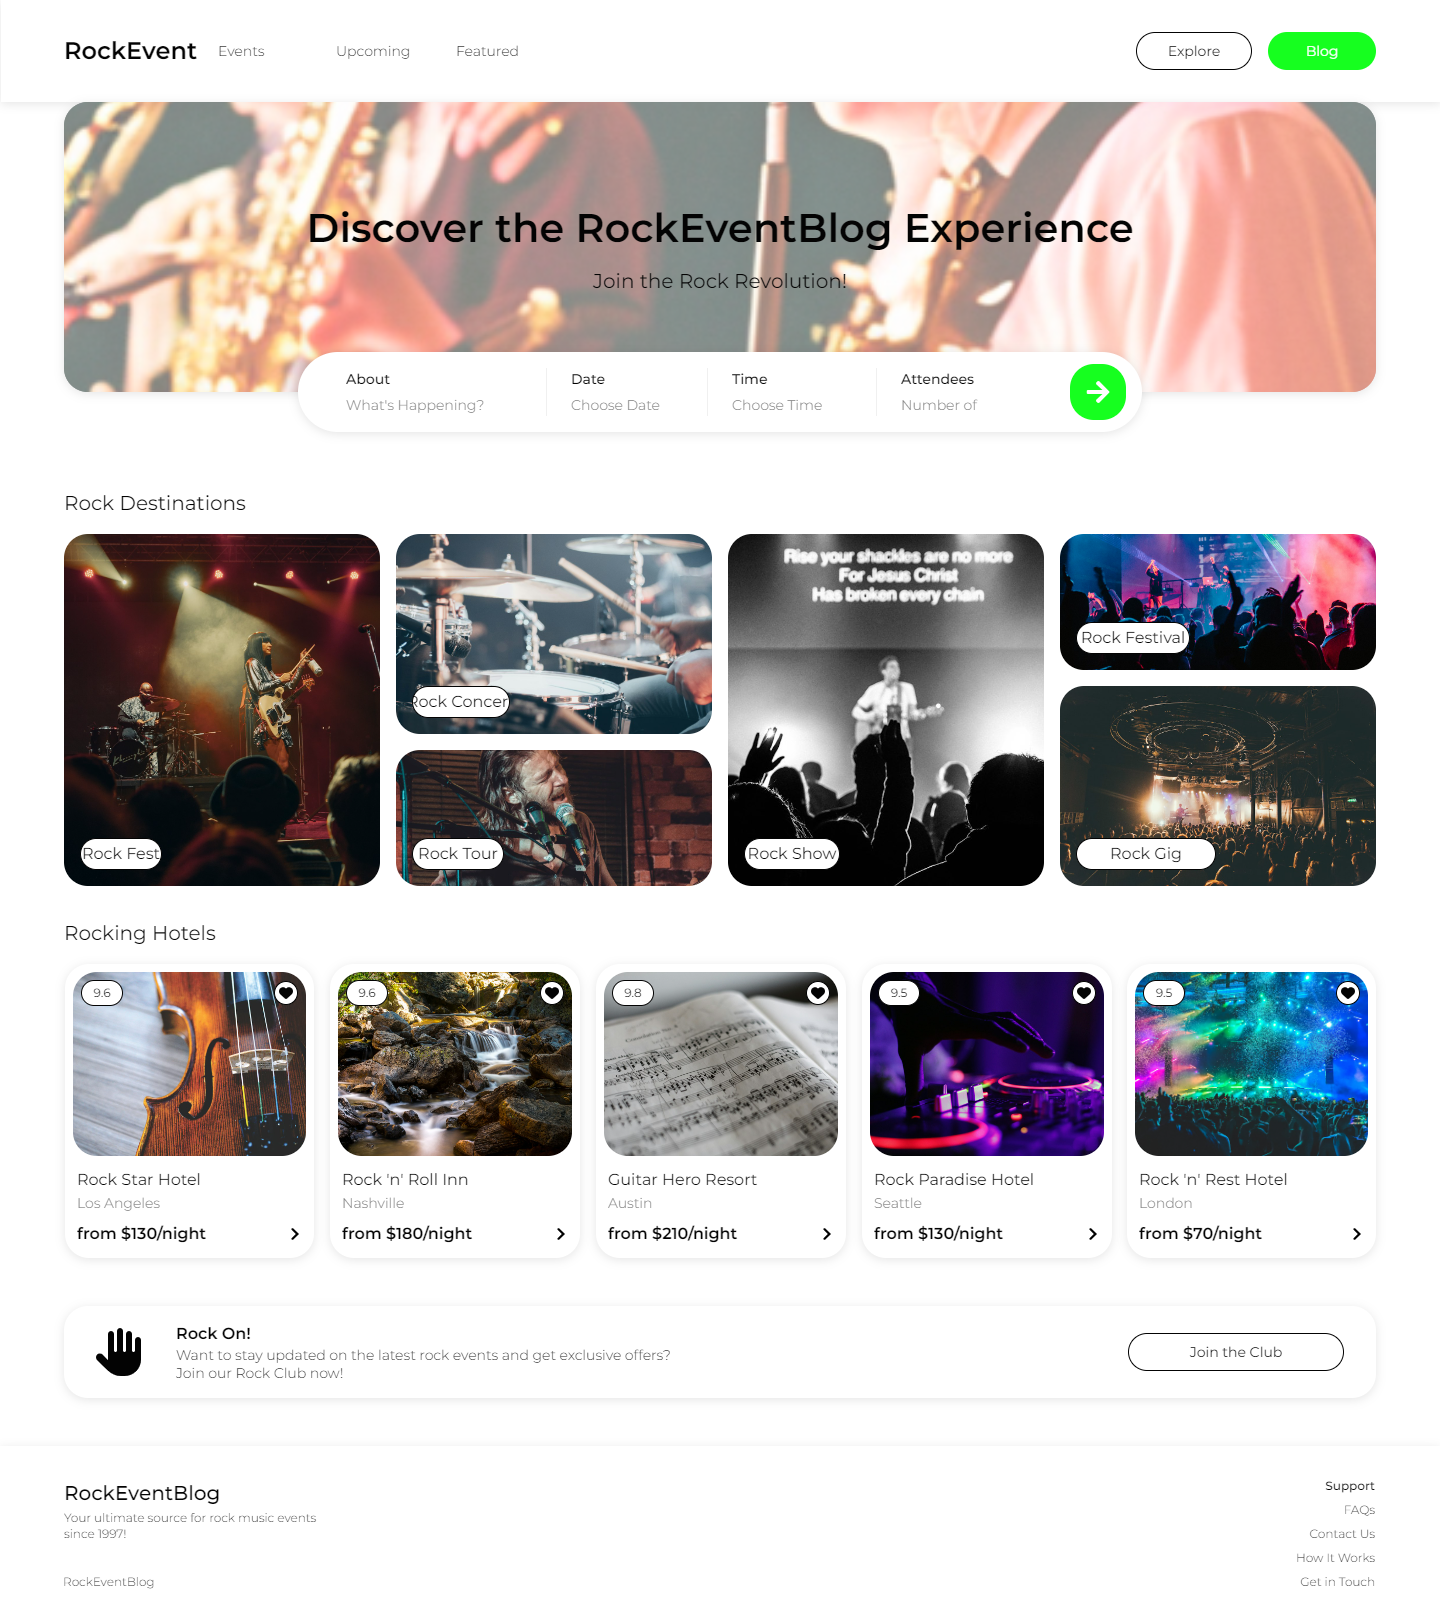 RockEvent
Events
Upcoming
Featured
Explore
Blog
Discover the RockEventBlog Experience
Join the Rock Revolution!
About
What's Happening?
Date
Choose Date
Time
Choose Time
Attendees
Number of
Rock Destinations
Rock Fest
Rock Concer
Rock Tour
Rise your shackles are no more
For Jesus Christ
Has broken every chain
Rock Show
Rock Festival
Rock Gig
Rocking Hotels
9.6
Rock Star Hotel
Los Angeles
from $130/night
9.6
Rock 'n' Roll Inn
Nashville
from $180/night
9.8
Guitar Hero Resort
Austin
from $210/night
9.5
Rock Paradise Hotel
Seattle
from $130/night
9.5
Rock 'n' Rest Hotel
London
from $70/night
Rock On!
Want to stay updated on the latest rock events and get exclusive offers?
Join our Rock Club now!
Join the Club
RockEventBlog
Your ultimate source for rock music events
since 1997!
RockEventBlog
Support
FAQs
Contact Us
How It Works
Get in Touch